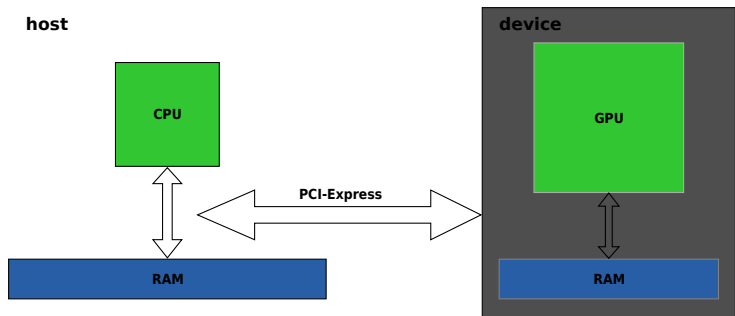 host
device
CPU
GPU
PCI-Express
RAM
RAM